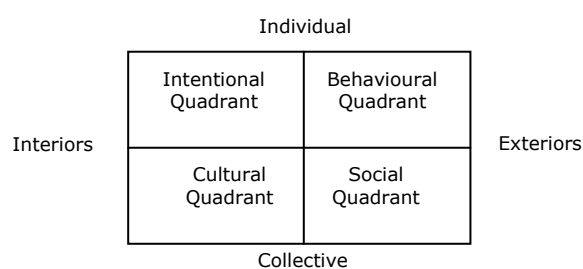 Individual
Intentional
Quadrant
Behavioural
Quadrant
Interiors
Exteriors
Cultural
Quadrant
Social
Quadrant
Collective